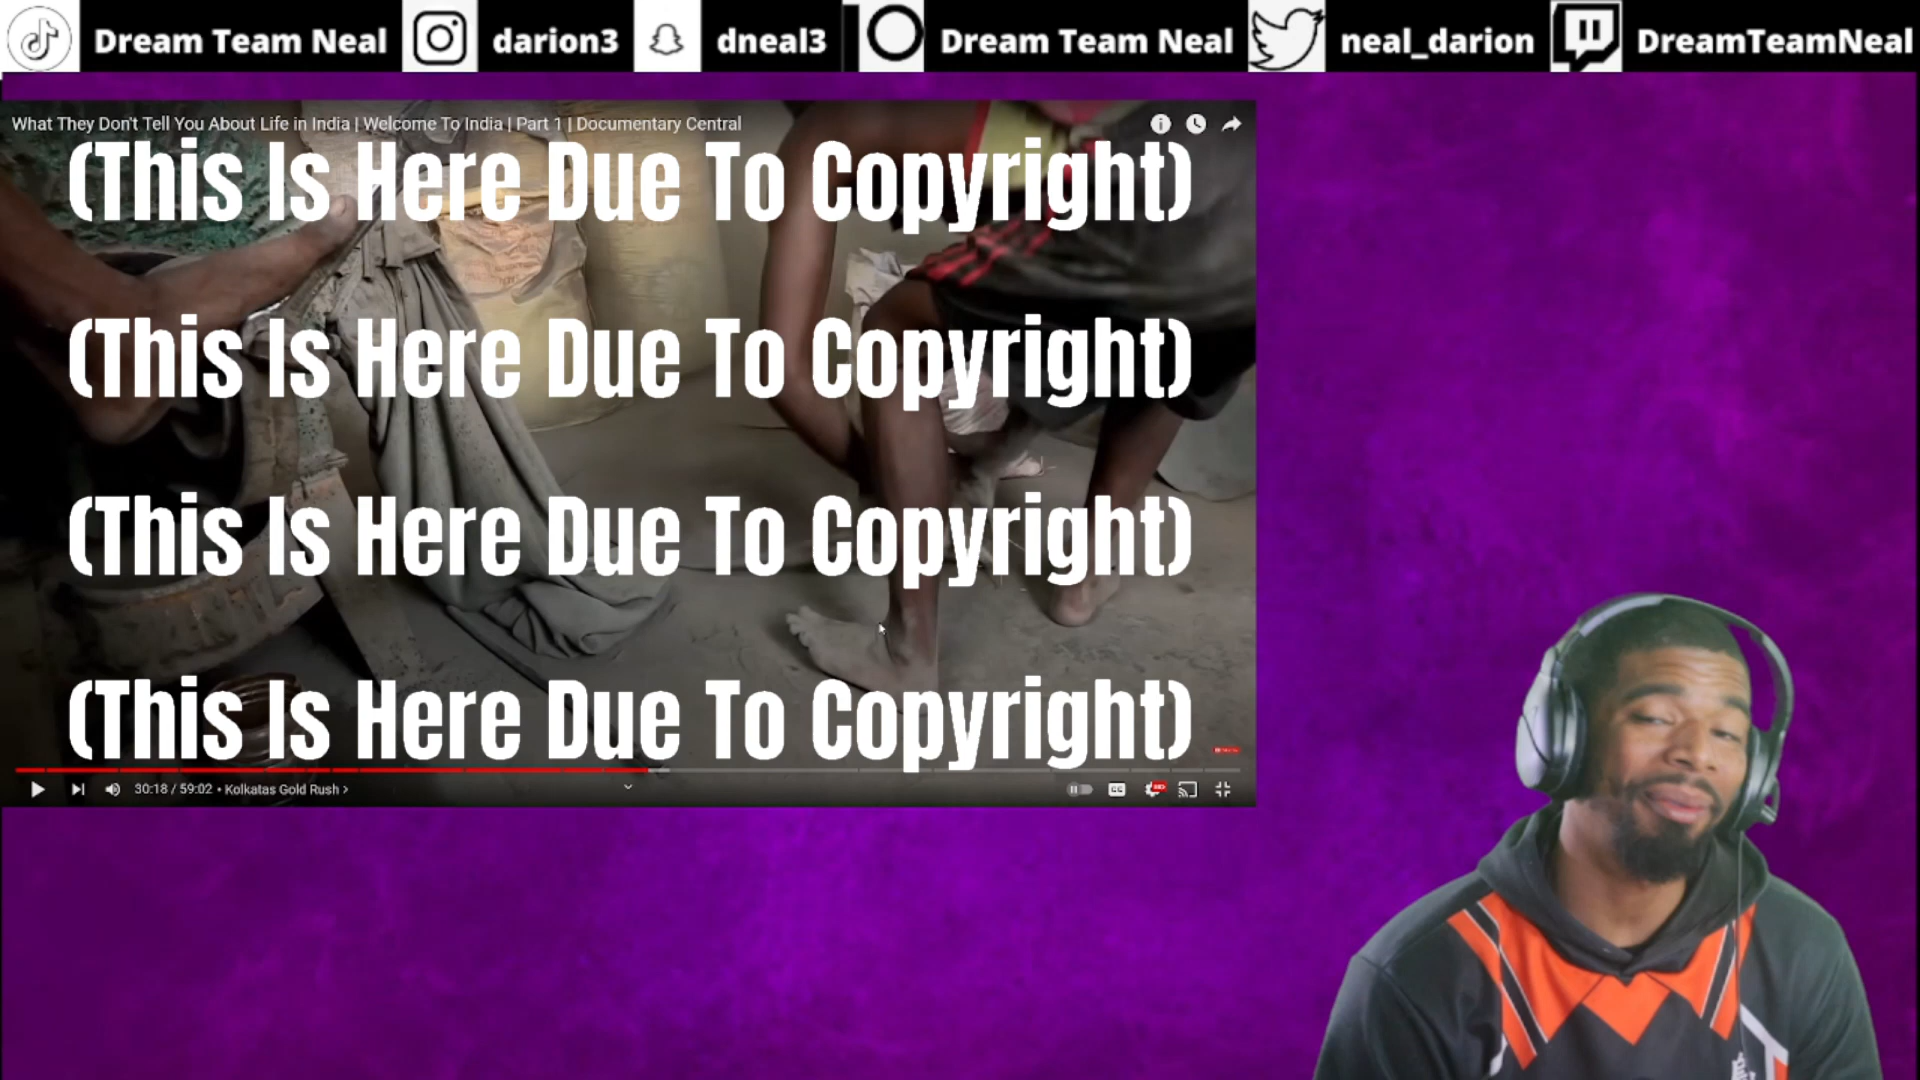 Dream Team Neal darion3 dneal3 Dream Team Neal neal_darion DreamTeamNeal
What They Don't Tell You About Life in India | Welcome To India | Part 1 | Documentary Central
(This Is Here Due To Copyright)
(This Is Here Due To Copyright)
(This Is Here Due To Copyright)
(This Is Here Due To Copyright)
30:18 / 59:02 • Kolkatas Gold Rush > CC HD